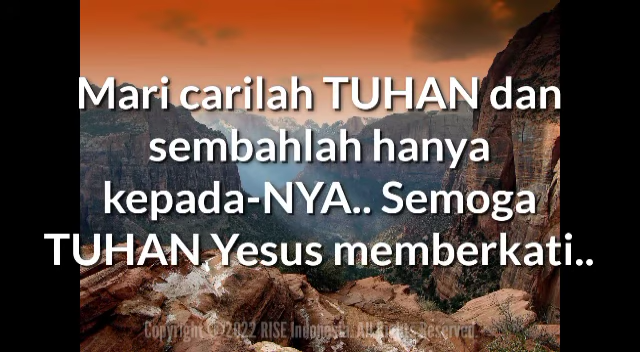 Mari carilah TUHAN dan
sembahlah hanya
kepada-NYA.. Semoga
TUHAN Yesus memberkati..
Copyright © 2022 RISE Indonesia. All Rights Reserved